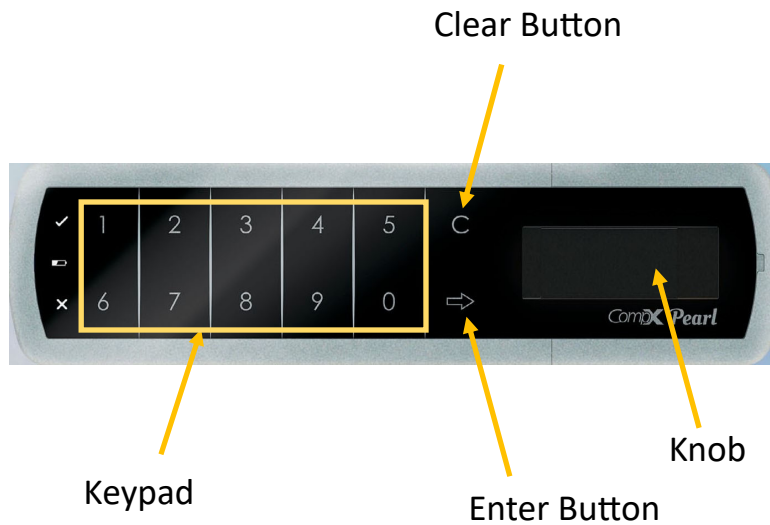 Clear Button
1 2 3 4 5 C
6 7 8 9 0
CompX Pearl
Knob
Keypad
Enter Button